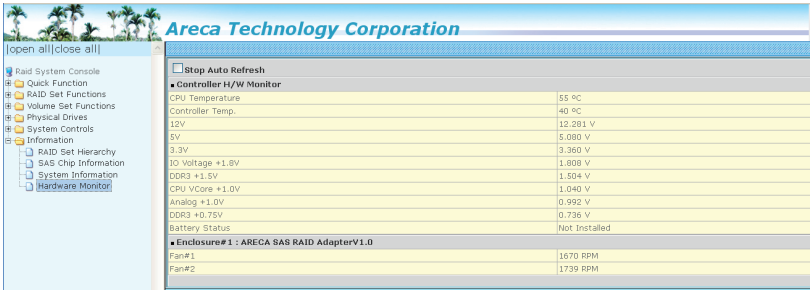 Areca Technology Corporation
|open all|close all|
Raid System Console
Quick Function
RAID Set Functions
Volume Set Functions
Physical Drives
System Controls
Information
RAID Set Hierarchy
SAS Chip Information
System Information
Hardware Monitor
Stop Auto Refresh
Controller H/W Monitor
CPU Temperature 55 ºC
Controller Temp. 40 ºC
12V 12.281 V
5V 5.080 V
3.3V 3.360 V
IO Voltage +1.8V 1.808 V
DDR3 +1.5V 1.504 V
CPU VCore +1.0V 1.040 V
Analog +1.0V 0.992 V
DDR3 +0.75V 0.736 V
Battery Status Not Installed
Enclosure#1 : ARECA SAS RAID AdapterV1.0
Fan#1 1670 RPM
Fan#2 1739 RPM